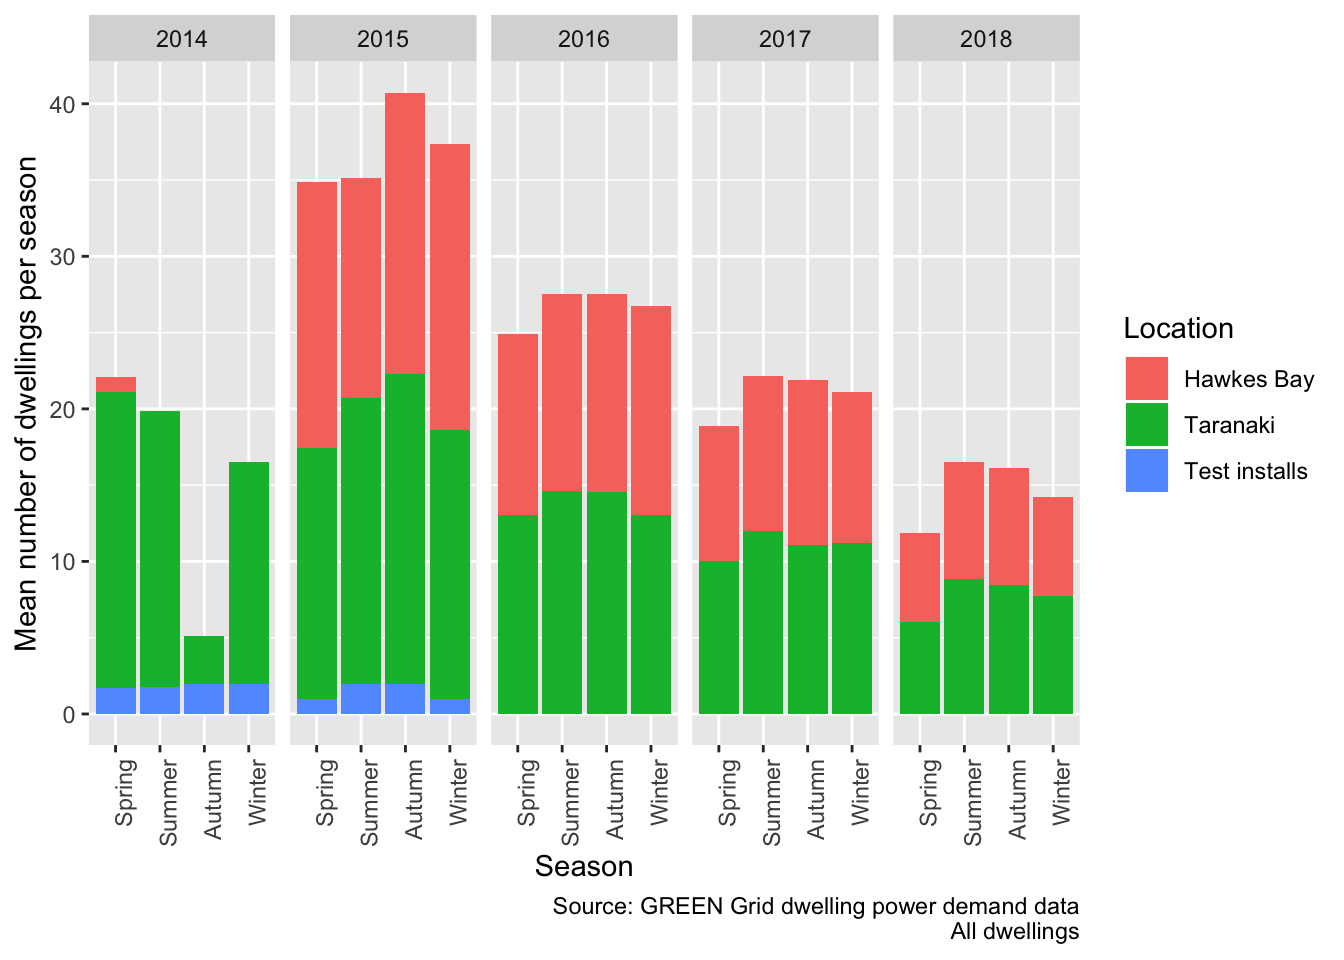 2014
2015
2016
2017
2018
Mean number of dwellings per season
40
30
20
10
0
Spring
Summer
Autumn
Winter
Spring
Summer
Autumn
Winter
Spring
Summer
Autumn
Winter
Spring
Summer
Autumn
Winter
Spring
Summer
Autumn
Winter
Season
Location
Hawkes Bay
Taranaki
Test installs
Source: GREEN Grid dwelling power demand data
All dwellings